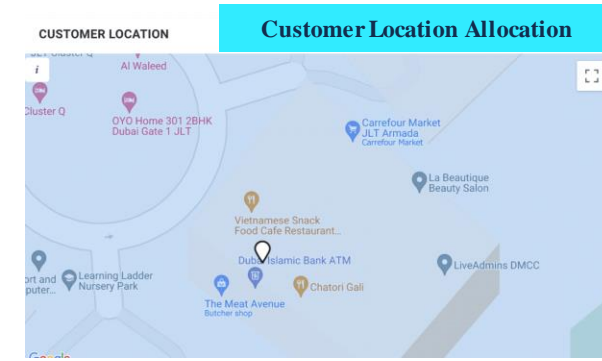 CUSTOMER LOCATION
Customer Location Allocation
i
Al Waleed
Cluster Q
OYO Home 301 2BHK
Dubai Gate 1 JLT
Carrefour Market
JLT Armada
Carrefour Market
La Beautique
Beauty Salon
Vietnamese Snack
Food Cafe Restaurant...
Dubai Islamic Bank ATM
LiveAdmins DMCC
Learning Ladder
Nursery Park
Chatori Gali
The Meat Avenue
Butcher shop
Google